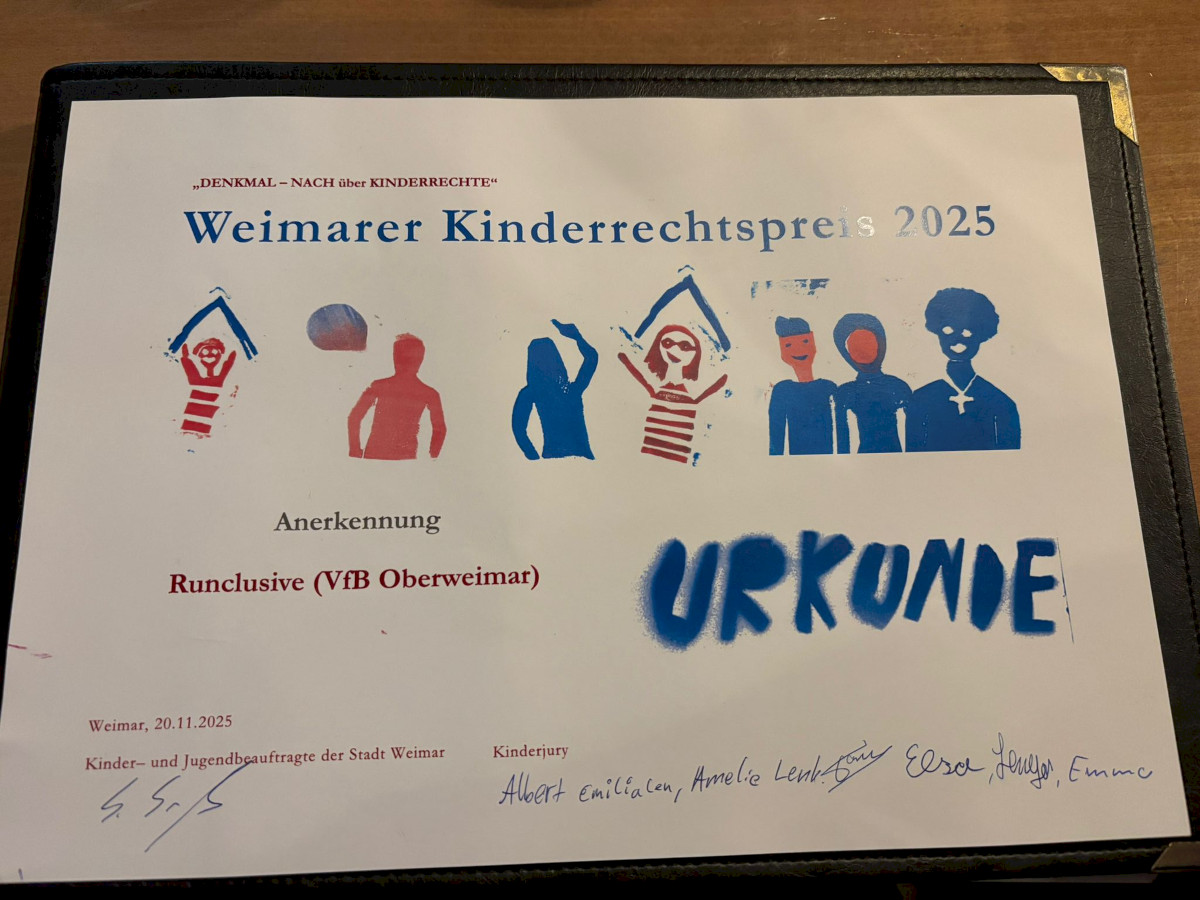 „DENKMAL – NACH über KINDERRECHTE“
Weimarer Kinderrechtspreis 2025
Anerkennung
Runclusive (VfB Oberweimar)
URKUNDE
Weimar, 20.11.2025
Kinder– und Jugendbeauftragte der Stadt Weimar
Kinderjury
Albert Emilia Len, Amelie Elsa, Emma